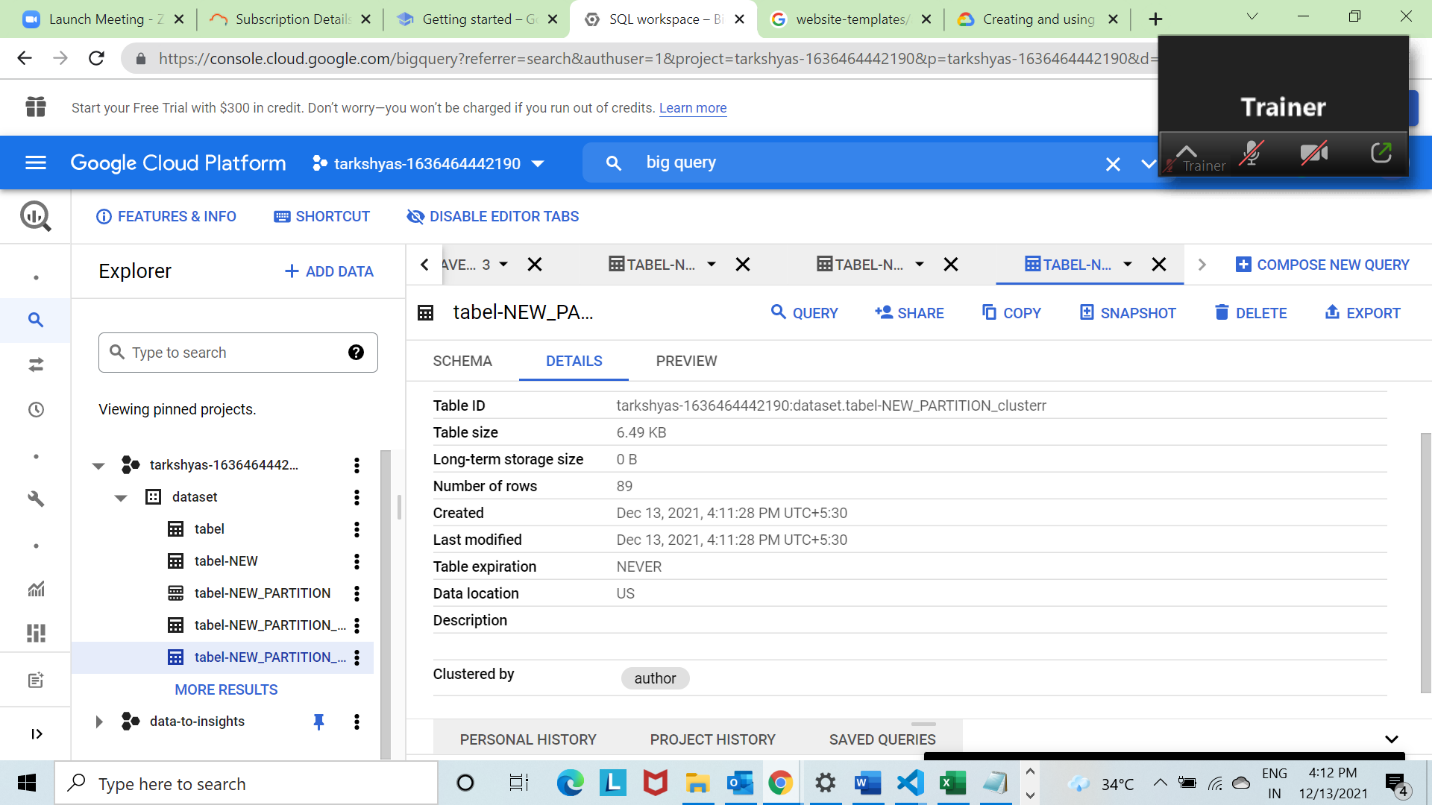 Launch Meeting - Z
Subscription Details
Getting started – G
SQL workspace – Bi
website-templates/
Creating and using
https://console.cloud.google.com/bigquery?referrer=search&authuser=1&project=tarkshyas-1636464442190&p=tarkshyas-1636464442190&d=
Start your Free Trial with $300 in credit. Don't worry—you won't be charged if you run out of credits. Learn more
Trainer
Trainer
Google Cloud Platform
tarkshyas-1636464442190
big query
FEATURES & INFO
SHORTCUT
DISABLE EDITOR TABS
Explorer
+ ADD DATA
AVE... 3
TABEL-N...
TABEL-N...
TABEL-N...
COMPOSE NEW QUERY
tabel-NEW_PA...
QUERY
SHARE
COPY
SNAPSHOT
DELETE
EXPORT
Type to search
SCHEMA
DETAILS
PREVIEW
Viewing pinned projects.
tarkshyas-1636464442...
dataset
tabel
tabel-NEW
tabel-NEW_PARTITION
tabel-NEW_PARTITION_...
tabel-NEW_PARTITION_...
MORE RESULTS
data-to-insights
Table ID tarkshyas-1636464442190:dataset.tabel-NEW_PARTITION_clusterr
Table size 6.49 KB
Long-term storage size 0 B
Number of rows 89
Created Dec 13, 2021, 4:11:28 PM UTC+5:30
Last modified Dec 13, 2021, 4:11:28 PM UTC+5:30
Table expiration NEVER
Data location US
Description
Clustered by author
PERSONAL HISTORY
PROJECT HISTORY
SAVED QUERIES
Type here to search
34°C
ENG
IN
4:12 PM
12/13/2021
4